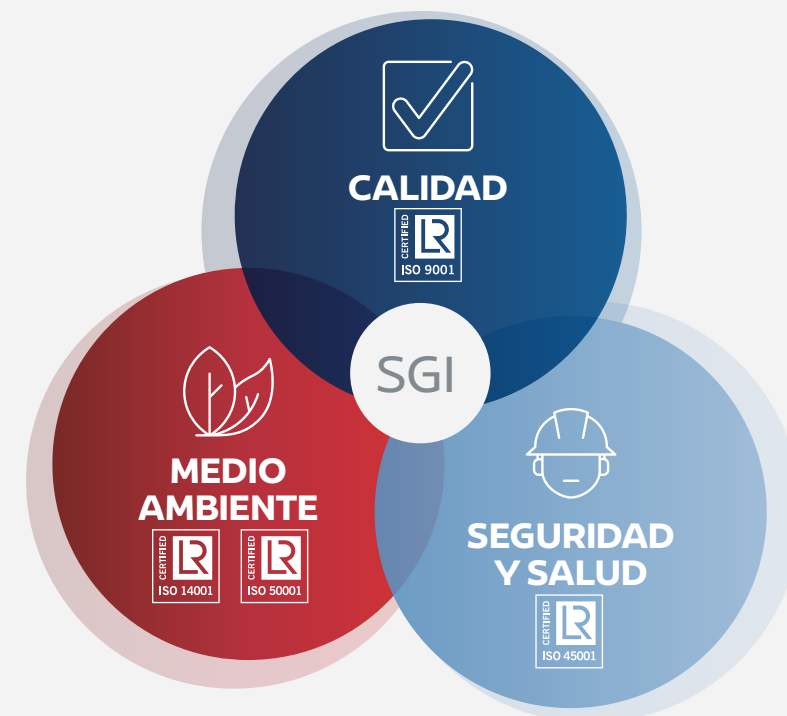 CALIDAD
CERTIFIED
LR
ISO 9001
SGI
MEDIO
AMBIENTE
CERTIFIED
LR
ISO 14001
CERTIFIED
LR
ISO 50001
SEGURIDAD
Y SALUD
CERTIFIED
LR
ISO 45001